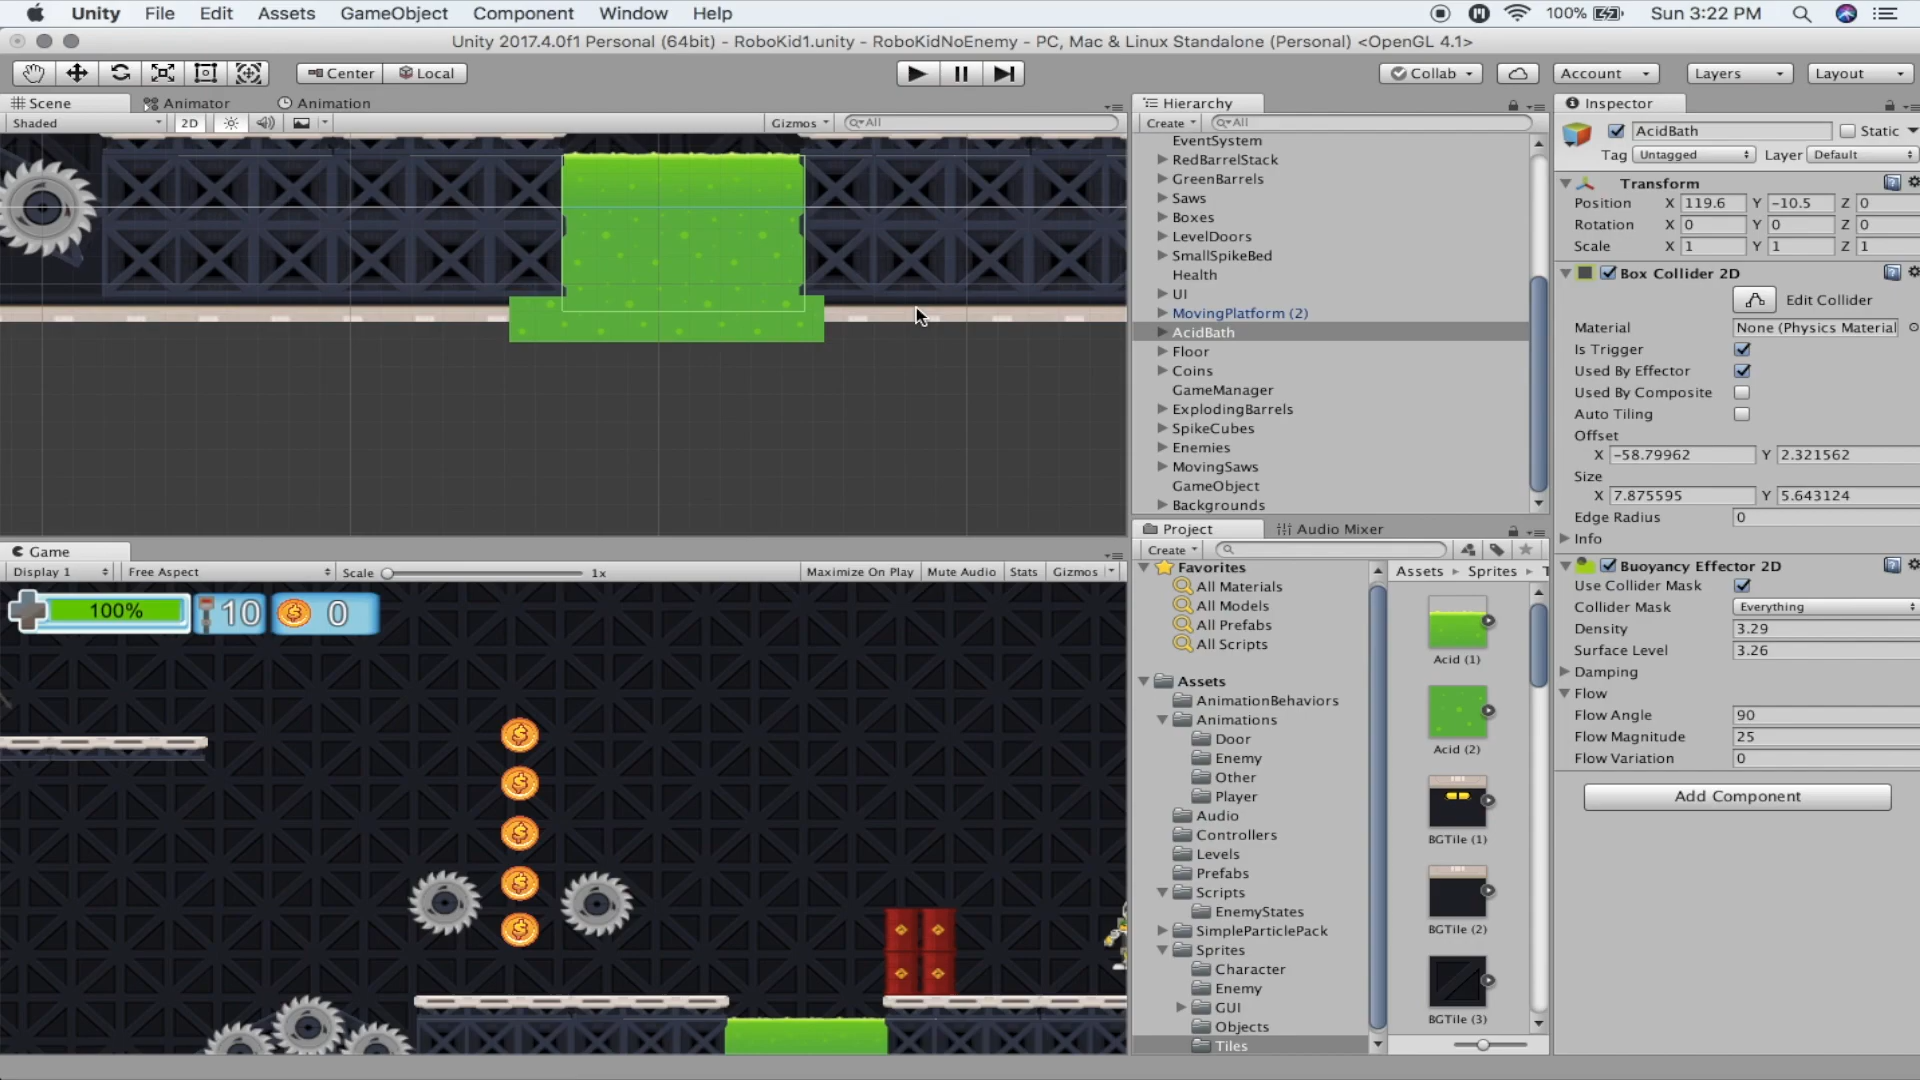 Unity File Edit Assets GameObject Component Window Help 100% Sun 3:22 PM
Unity 2017.4.0f1 Personal (64bit) - RoboKid1.unity - RoboKidNoEnemy - PC, Mac & Linux Standalone (Personal) <OpenGL 4.1>
Center Local Collab Account Layers Layout
Scene Animator Animation
Shaded 2D Gizmos All
Hierarchy
Create All
EventSystem
RedBarrelStack
GreenBarrels
Saws
Boxes
LevelDoors
SmallSpikeBed
Health
UI
MovingPlatform (2)
AcidBath
Floor
Coins
GameManager
ExplodingBarrels
SpikeCubes
Enemies
MovingSaws
GameObject
Backgrounds
Inspector
AcidBath Static
Tag Untagged Layer Default
Transform
Position X 119.6 Y -10.5 Z 0
Rotation X 0 Y 0 Z 0
Scale X 1 Y 1 Z 1
Box Collider 2D
Edit Collider
Material None (Physics Material
Is Trigger
Used By Effector
Used By Composite
Auto Tiling
Offset
X -58.79962 Y 2.321562
Size
X 7.875595 Y 5.643124
Edge Radius 0
Info
Buoyancy Effector 2D
Use Collider Mask
Collider Mask Everything
Density 3.29
Surface Level 3.26
Damping
Flow
Flow Angle 90
Flow Magnitude 25
Flow Variation 0
Add Component
Game
Display 1 Free Aspect Scale 1x Maximize On Play Mute Audio Stats Gizmos
100% 10 0
Project Audio Mixer
Create
Favorites
All Materials
All Models
All Prefabs
All Scripts
Assets
AnimationBehaviors
Animations
Door
Enemy
Other
Player
Audio
Controllers
Levels
Prefabs
Scripts
EnemyStates
SimpleParticlePack
Sprites
Character
Enemy
GUI
Objects
Tiles
Assets Sprites
Acid (1)
Acid (2)
BGTile (1)
BGTile (2)
BGTile (3)